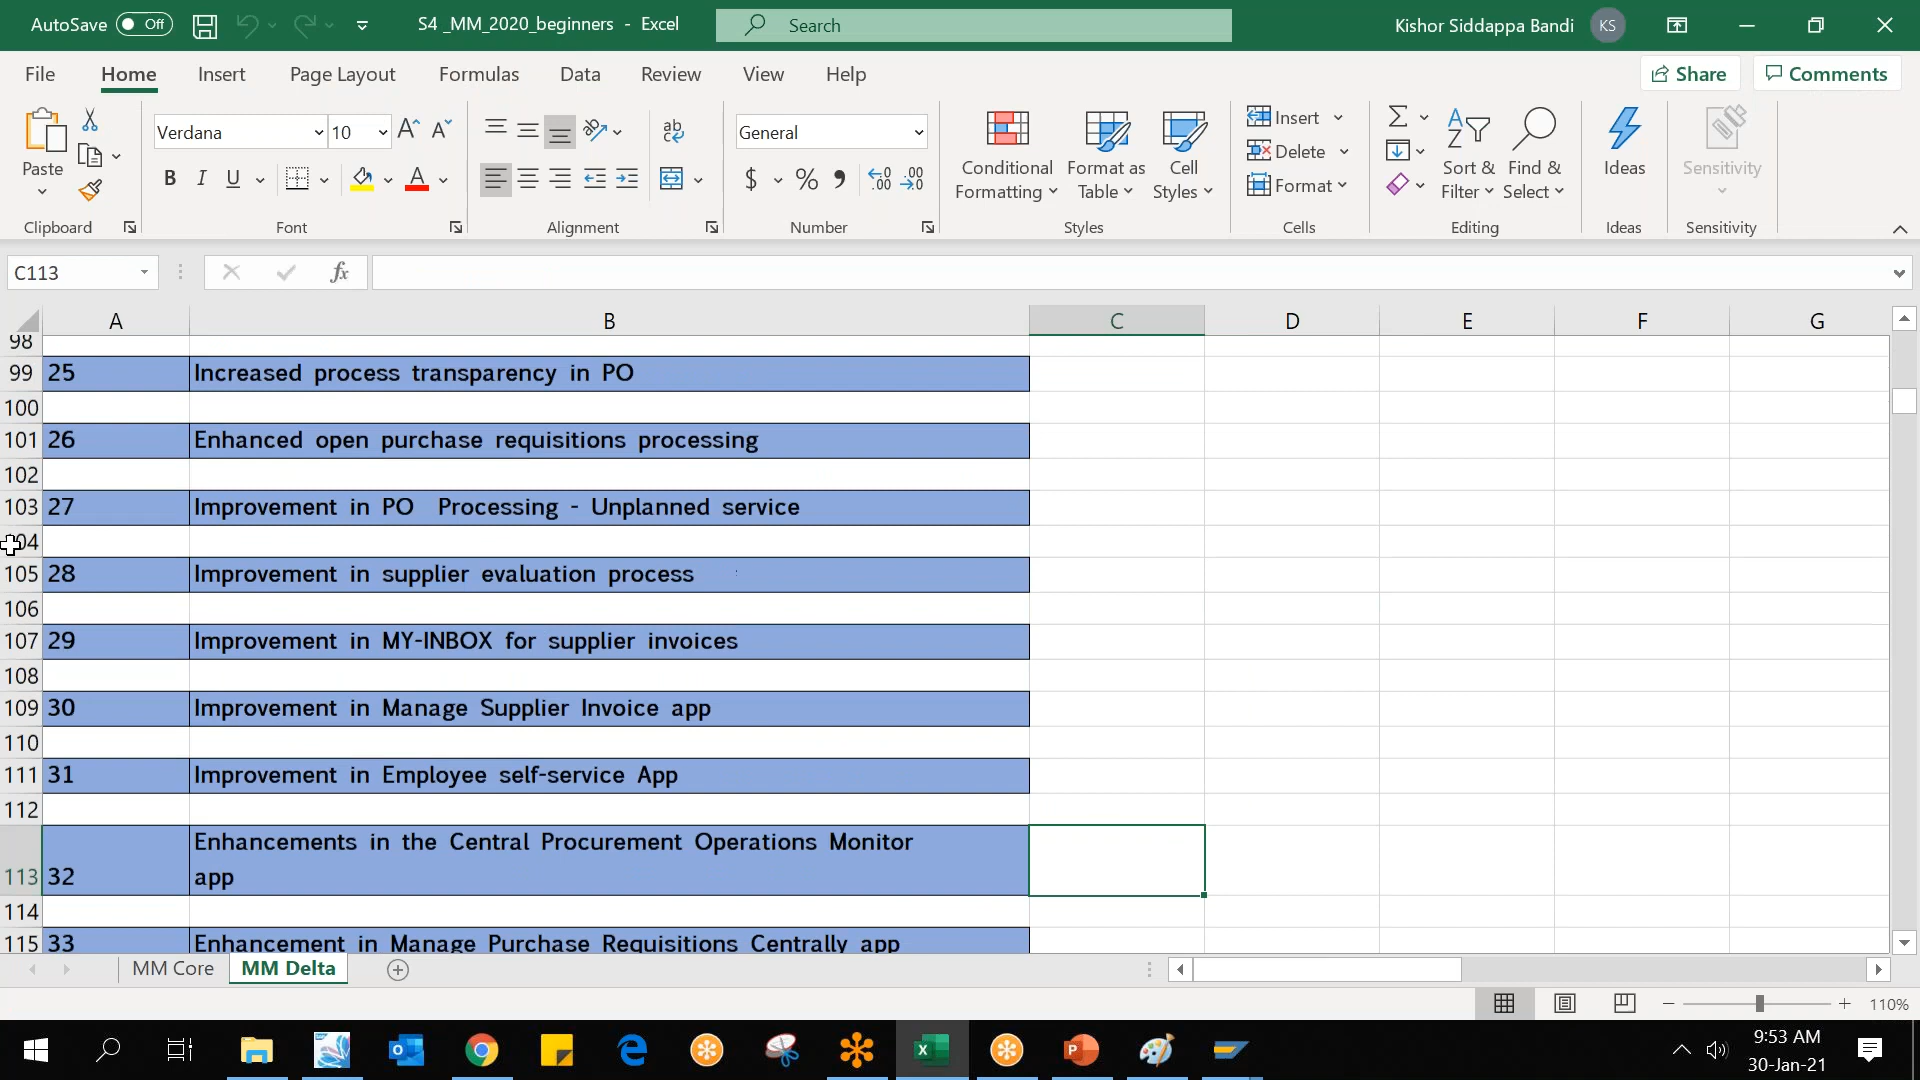 AutoSave Off S4 _MM_2020_beginners - Excel Search Kishor Siddappa Bandi KS
File Home Insert Page Layout Formulas Data Review View Help Share Comments
Paste Verdana 10 B I U ab General $ % Conditional Formatting Format as Table Cell Styles Insert Delete Format Sort & Filter Find & Select Ideas Sensitivity
Clipboard Font Alignment Number Styles Cells Editing Ideas Sensitivity
C113 fx
A B C D E F G
98
99 25 Increased process transparency in PO
100
101 26 Enhanced open purchase requisitions processing
102
103 27 Improvement in PO Processing - Unplanned service
104
105 28 Improvement in supplier evaluation process
106
107 29 Improvement in MY-INBOX for supplier invoices
108
109 30 Improvement in Manage Supplier Invoice app
110
111 31 Improvement in Employee self-service App
112
Enhancements in the Central Procurement Operations Monitor
113 32 app
114
115 33 Enhancement in Manage Purchase Requisitions Centrally app
MM Core MM Delta
110%
9:53 AM
30-Jan-21